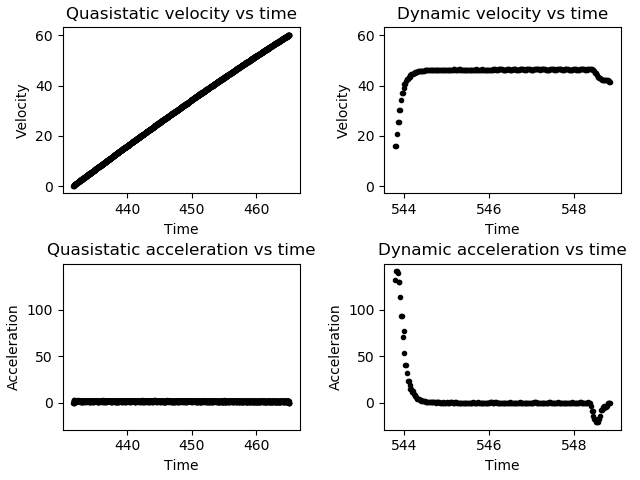 Quasistatic velocity vs time
60
40
20
0
Velocity
440
450
460
Time
Dynamic velocity vs time
60
40
20
0
Velocity
544
546
548
Time
Quasistatic acceleration vs time
100
50
0
Acceleration
440
450
460
Time
Dynamic acceleration vs time
100
50
0
Acceleration
544
546
548
Time